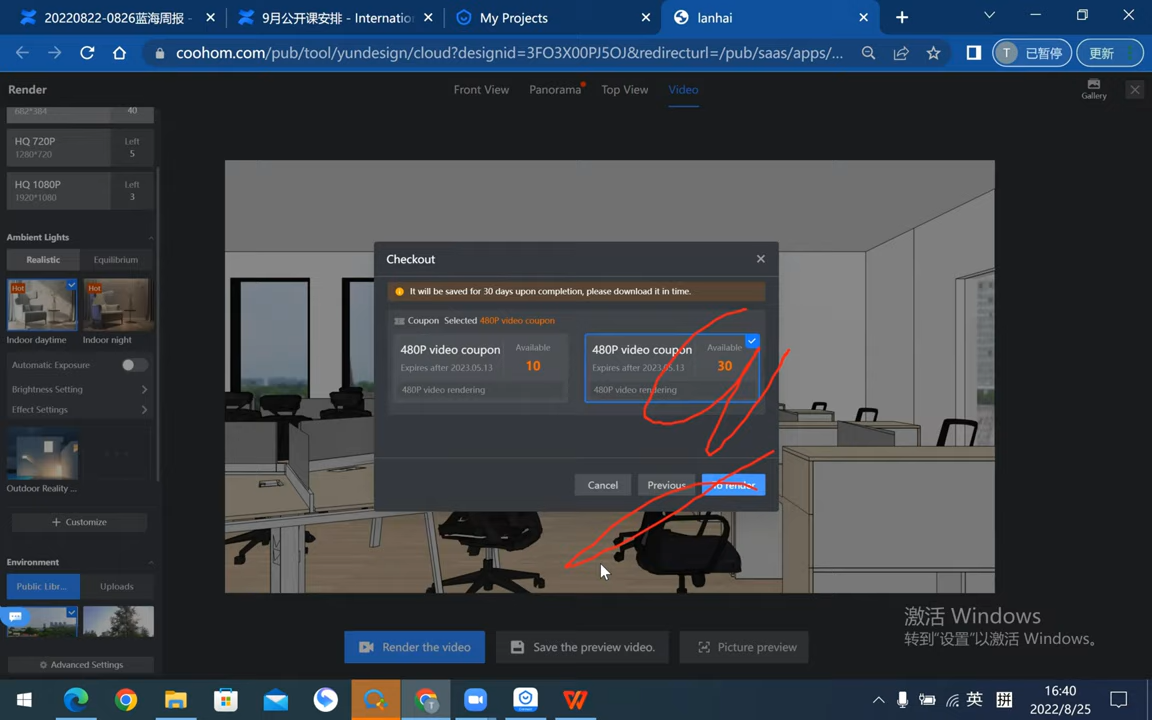 20220822-0826蓝海周报 -
9月公开课安排 - Internatio
My Projects
lanhai
coohom.com/pub/tool/yundesign/cloud?designid=3FO3X00PJ5OJ&redirecturl=/pub/saas/apps/...
T 已暂停
更新
Render
Front View
Panorama
Top View
Video
Gallery
682*384
40
HQ 720P
1280*720
Left
5
HQ 1080P
1920*1080
Left
3
Ambient Lights
Realistic
Equilibrium
Hot
Hot
Indoor daytime
Indoor night
Automatic Exposure
Brightness Setting
Effect Settings
Outdoor Reality ...
Customize
Environment
Public Libr...
Uploads
Advanced Settings
Checkout
It will be saved for 30 days upon completion, please download it in time.
Coupon Selected 480P video coupon
480P video coupon
Expires after 2023.05.13
480P video rendering
Available
10
480P video coupon
Expires after 2023.05.13
480P video rendering
Available
30
Cancel
Previous
To render
Render the video
Save the preview video.
Picture preview
激活 Windows
转到"设置"以激活 Windows。
英
拼
16:40
2022/8/25